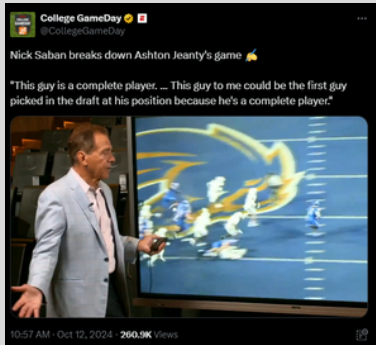 College GameDay
@CollegeGameDay
Nick Saban breaks down Ashton Jeanty's game ✍️
"This guy is a complete player. ... This guy to me could be the first guy
picked in the draft at his position because he's a complete player."
10:57 AM · Oct 12, 2024 · 260.9K Views